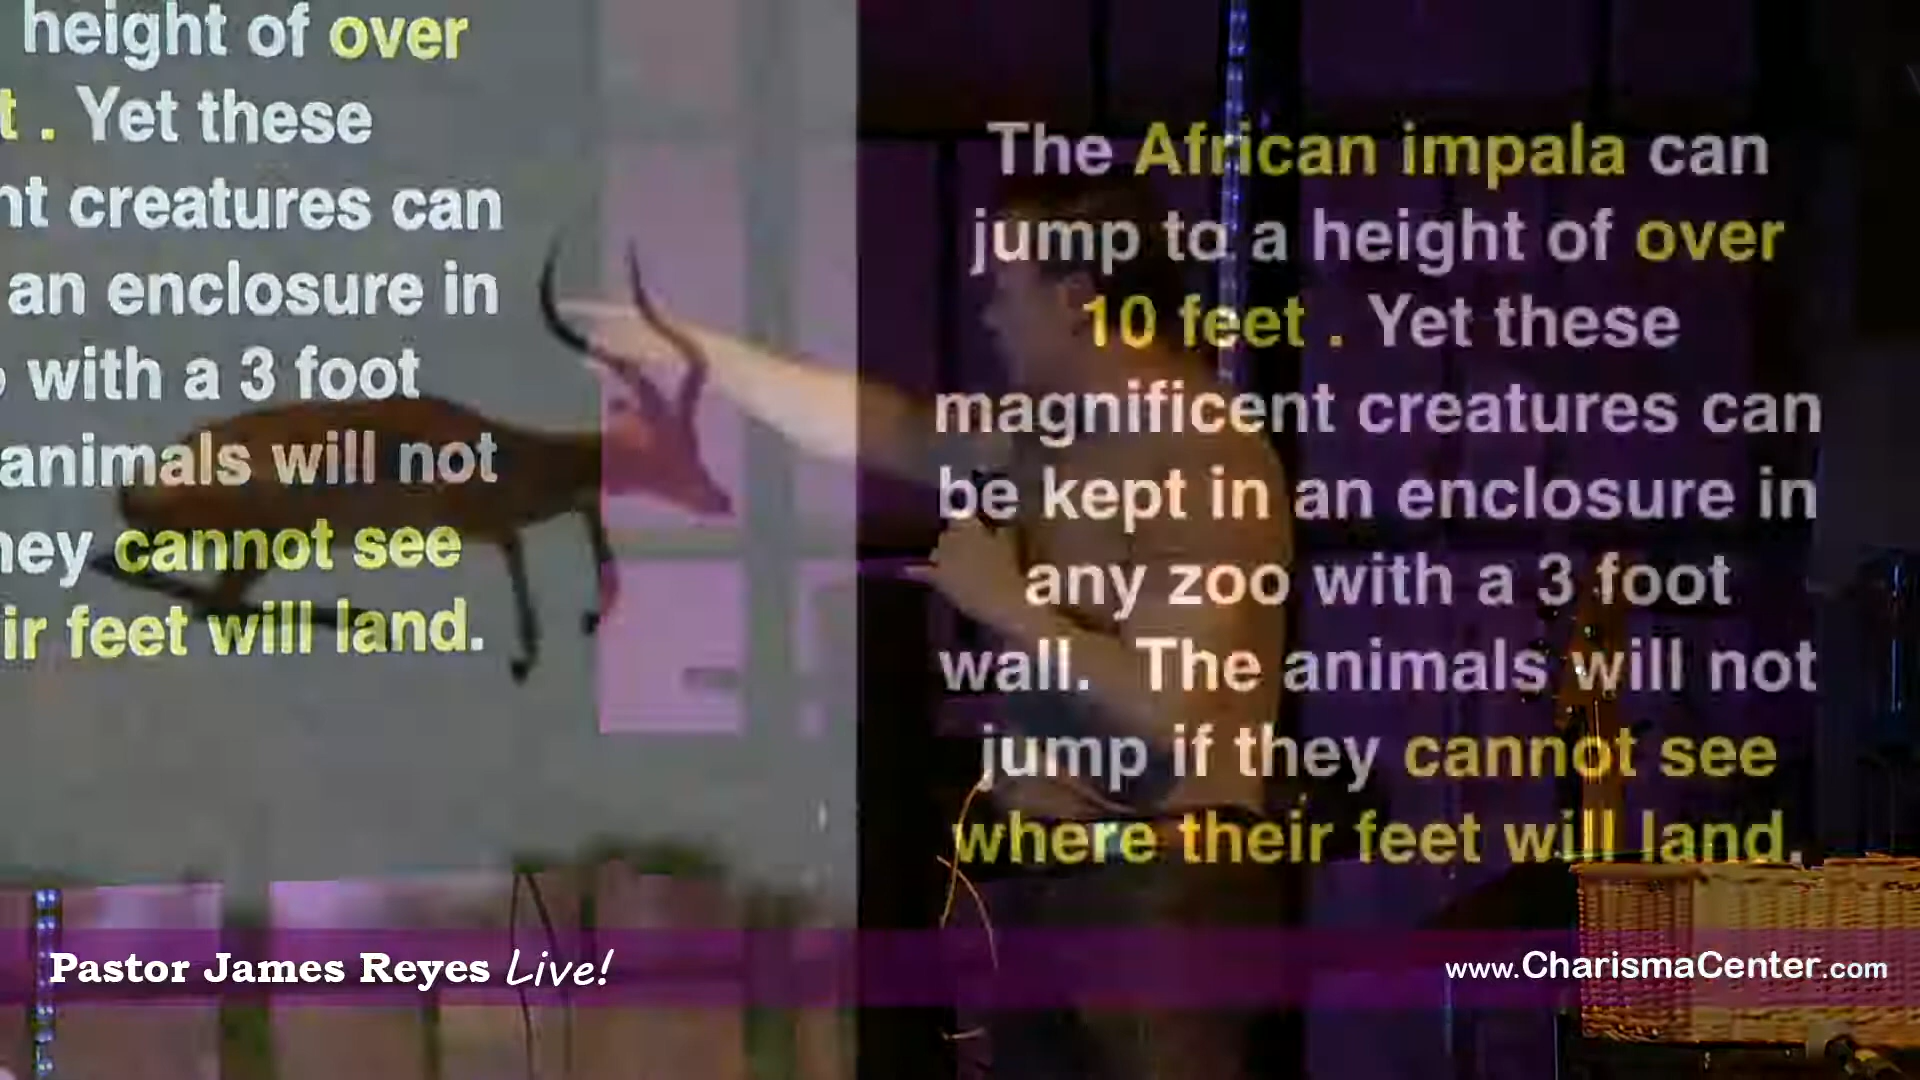 height of over
t . Yet these
nt creatures can
an enclosure in
o with a 3 foot
animals will not
hey cannot see
ir feet will land.
The African impala can
jump to a height of over
10 feet . Yet these
magnificent creatures can
be kept in an enclosure in
any zoo with a 3 foot
wall. The animals will not
jump if they cannot see
where their feet will land.
Pastor James Reyes Live!
www.CharismaCenter.com